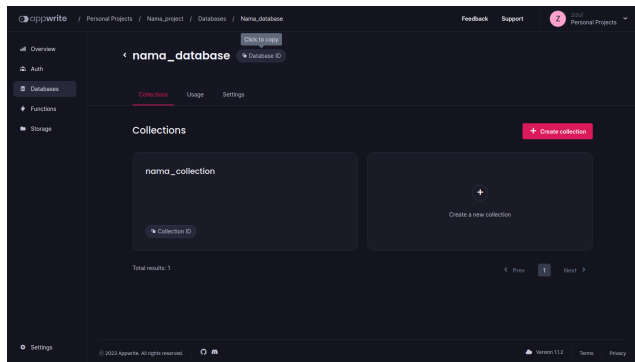 appwrite / Personal Projects / Nama_project / Databases / Nama_database
Feedback Support Z Personal Projects
Click to copy
Overview
Auth
Databases
Functions
Storage
nama_database Database ID
Collections Usage Settings
Collections
+ Create collection
nama_collection
Collection ID
Create a new collection
Total results: 1
Prev 1 Next
Settings
© 2023 Appwrite. All rights reserved.
Version 1.1.2 Terms Privacy